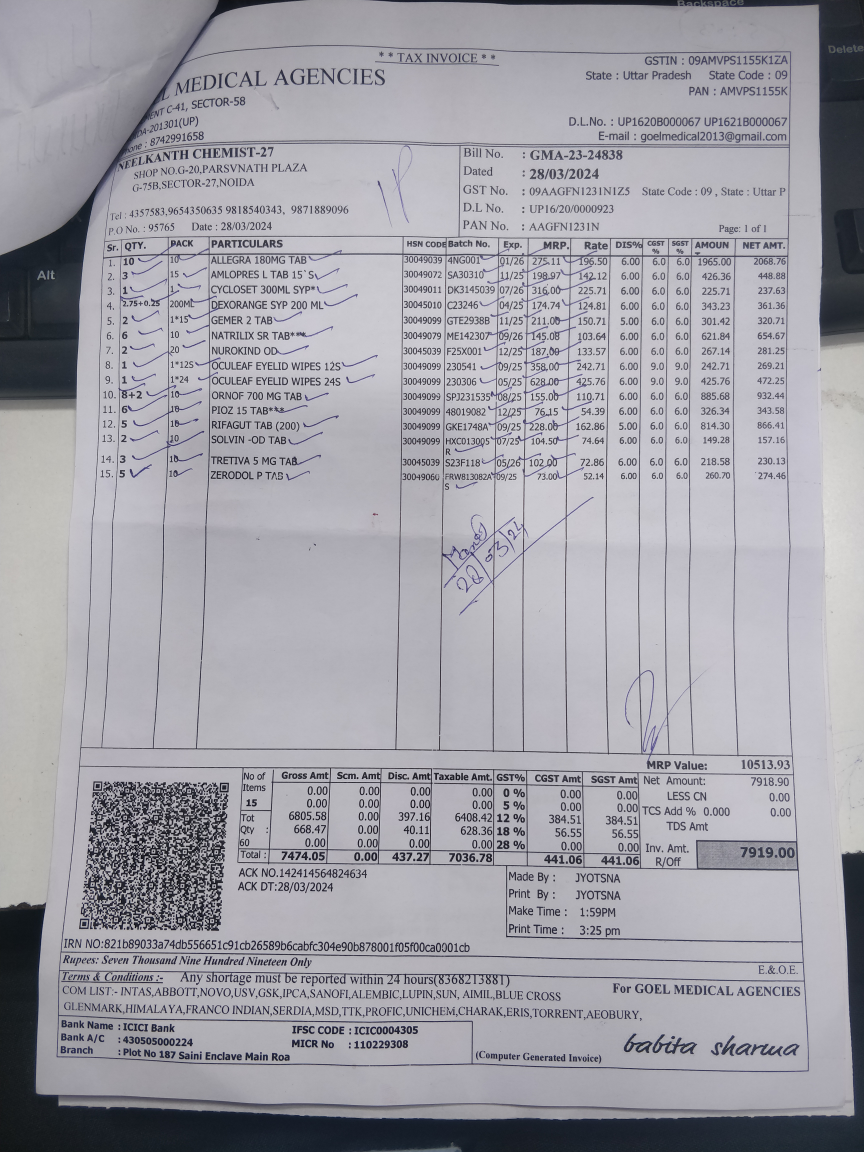 Backspace
Delete
Alt
* * TAX INVOICE * *
GSTIN : 09AMVPS1155K1ZA
State : Uttar Pradesh State Code : 09
PAN : AMVPS1155K
MEDICAL AGENCIES
C-41, SECTOR-58
-201301(UP)
: 8742991658
D.L.No. : UP1620B000067 UP1621B000067
E-mail : goelmedical2013@gmail.com
NEELKANTH CHEMIST-27
SHOP NO.G-20,PARSVNATH PLAZA
G-75B,SECTOR-27,NOIDA
Tel : 4357583,9654350635 9818540343, 9871889096
P.O No. : 95765 Date : 28/03/2024
Bill No. : GMA-23-24838
Dated : 28/03/2024
GST No. : 09AAGFN1231N1Z5 State Code : 09 , State : Uttar P
D.L No. : UP16/20/0000923
PAN No. : AAGFN1231N Page: 1 of 1
Sr. QTY. PACK PARTICULARS HSN CODE Batch No. Exp. MRP. Rate DIS% CGST % SGST % AMOUN NET AMT.
1. 10 10 ALLEGRA 180MG TAB 30049039 4NG001 01/26 275.11 196.50 6.00 6.0 6.0 1965.00 2068.76
2. 3 15 AMLOPRES L TAB 15`S 30049072 SA30310 11/25 198.97 142.12 6.00 6.0 6.0 426.36 448.88
3. 1 1 CYCLOSET 300ML SYP* 30049011 DK3145039 07/26 316.00 225.71 6.00 6.0 6.0 225.71 237.63
4. 2.75+0.25 200ML DEXORANGE SYP 200 ML 30045010 C23246 04/25 174.74 124.81 6.00 6.0 6.0 343.23 361.36
5. 2 1*15 GEMER 2 TAB 30049099 GTE2938B 11/25 211.00 150.71 5.00 6.0 6.0 301.42 320.71
6. 6 10 NATRILIX SR TAB*** 30049079 ME142307 09/26 145.08 103.64 6.00 6.0 6.0 621.84 654.67
7. 2 20 NUROKIND OD 30045039 F25X001 12/25 187.00 133.57 6.00 6.0 6.0 267.14 281.25
8. 1 1*12S OCULEAF EYELID WIPES 12S 30049099 230541 09/25 358.00 242.71 6.00 9.0 9.0 242.71 269.21
9. 1 1*24 OCULEAF EYELID WIPES 24S 30049099 230306 05/25 628.00 425.76 6.00 9.0 9.0 425.76 472.25
10. 8+2 10 ORNOF 700 MG TAB 30049099 SPJ231535 08/25 155.00 110.71 6.00 6.0 6.0 885.68 932.44
11. 6 10 PIOZ 15 TAB*** 30049099 48019082 12/25 76.15 54.39 6.00 6.0 6.0 326.34 343.58
12. 5 10 RIFAGUT TAB (200) 30049099 GKE1748A 09/25 228.00 162.86 5.00 6.0 6.0 814.30 866.41
13. 2 10 SOLVIN -OD TAB 30049099 HXC013005 07/25 104.50 74.64 6.00 6.0 6.0 149.28 157.16
R
14. 3 10 TRETIVA 5 MG TAB 30045039 S23F118 05/26 102.00 72.86 6.00 6.0 6.0 218.58 230.13
15. 5 10 ZERODOL P TAB 30049060 FRW813082A 09/25 73.00 52.14 6.00 6.0 6.0 260.70 274.46
S
28/03/24
MRP Value: 10513.93
No of Items 15 Tot Qty : 60
Gross Amt Scm. Amt Disc. Amt Taxable Amt. GST% CGST Amt SGST Amt
0.00 0.00 0.00 0.00 0 % 0.00 0.00
0.00 0.00 0.00 0.00 5 % 0.00 0.00
6805.58 0.00 397.16 6408.42 12 % 384.51 384.51
668.47 0.00 40.11 628.36 18 % 56.55 56.55
0.00 0.00 0.00 0.00 28 % 0.00 0.00
Total : 7474.05 0.00 437.27 7036.78 441.06 441.06
Net Amount: 7918.90
LESS CN 0.00
TCS Add % 0.000 0.00
TDS Amt
Inv. Amt. R/Off 7919.00
ACK NO.142414564824634
ACK DT:28/03/2024
Made By : JYOTSNA
Print By : JYOTSNA
Make Time : 1:59PM
Print Time : 3:25 pm
IRN NO:821b89033a74db556651c91cb26589b6cabfc304e90b878001f05f00ca0001cb
Rupees: Seven Thousand Nine Hundred Nineteen Only
E.&.O.E.
Terms & Conditions :- Any shortage must be reported within 24 hours(8368213881)
COM LIST:- INTAS,ABBOTT,NOVO,USV,GSK,IPCA,SANOFI,ALEMBIC,LUPIN,SUN, AIMIL,BLUE CROSS
GLENMARK,HIMALAYA,FRANCO INDIAN,SERDIA,MSD,TTK,PROFIC,UNICHEM,CHARAK,ERIS,TORRENT,AEOBURY,
For GOEL MEDICAL AGENCIES
Bank Name : ICICI Bank IFSC CODE : ICIC0004305
Bank A/C : 430505000224 MICR No : 110229308
Branch : Plot No 187 Saini Enclave Main Roa
(Computer Generated Invoice)
babita sharma